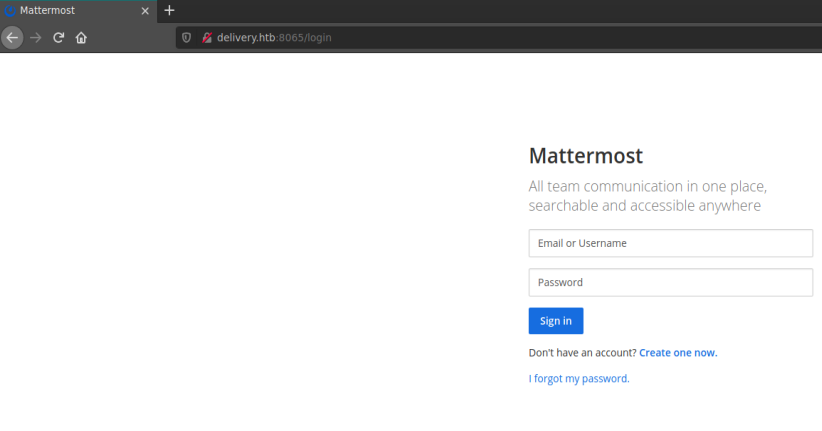 Mattermost
delivery.htb:8065/login
Mattermost
All team communication in one place,
searchable and accessible anywhere
Email or Username
Password
Sign in
Don't have an account? Create one now.
I forgot my password.